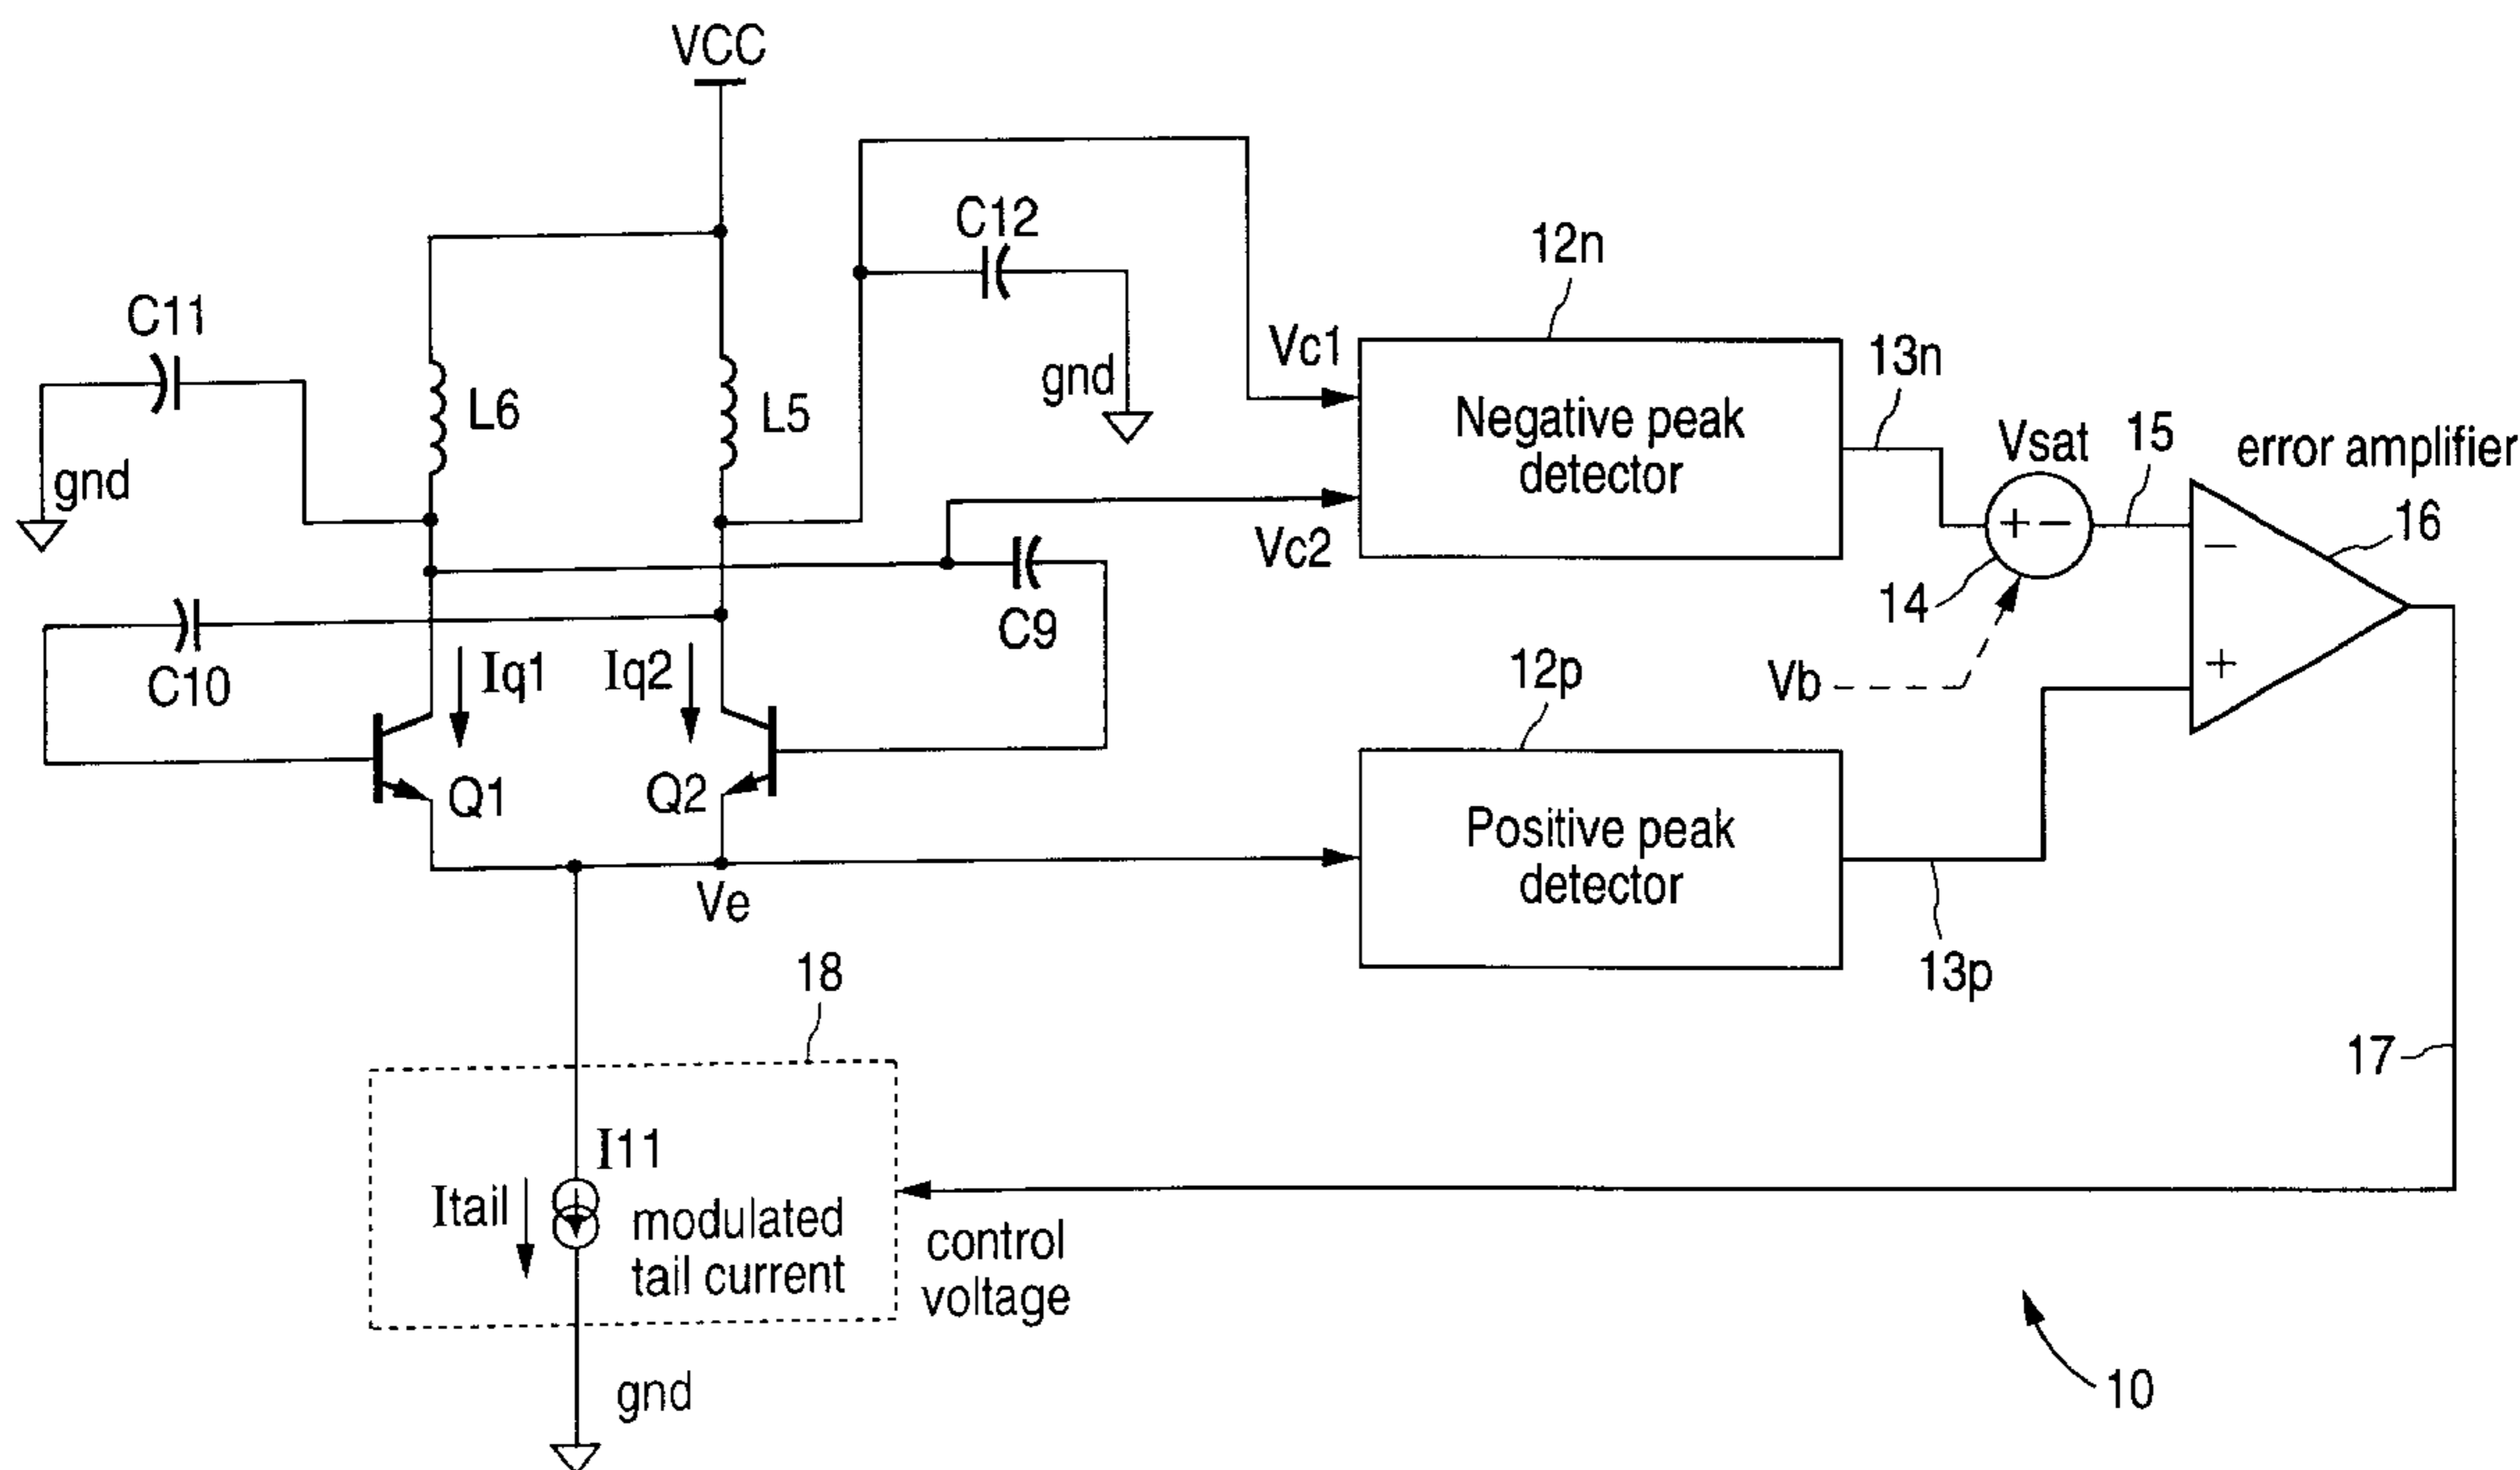 VCC
C12
12n
C11
Vc1
13n
L6
L5
gnd
Negative peak
detector
Vsat
15
error amplifier
gnd
16
+ −
−
Vc2
14
C9
C10
Iq1
Iq2
12p
Vb
+
Q1
Q2
Positive peak
detector
Ve
18
13p
17
I11
Itail
modulated
tail current
control
voltage
gnd
10